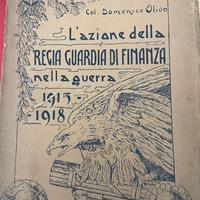 Col. Domenico Olivo
L'azione della
REGIA GUARDIA DI FINANZA
nella guerra
1915-
1918